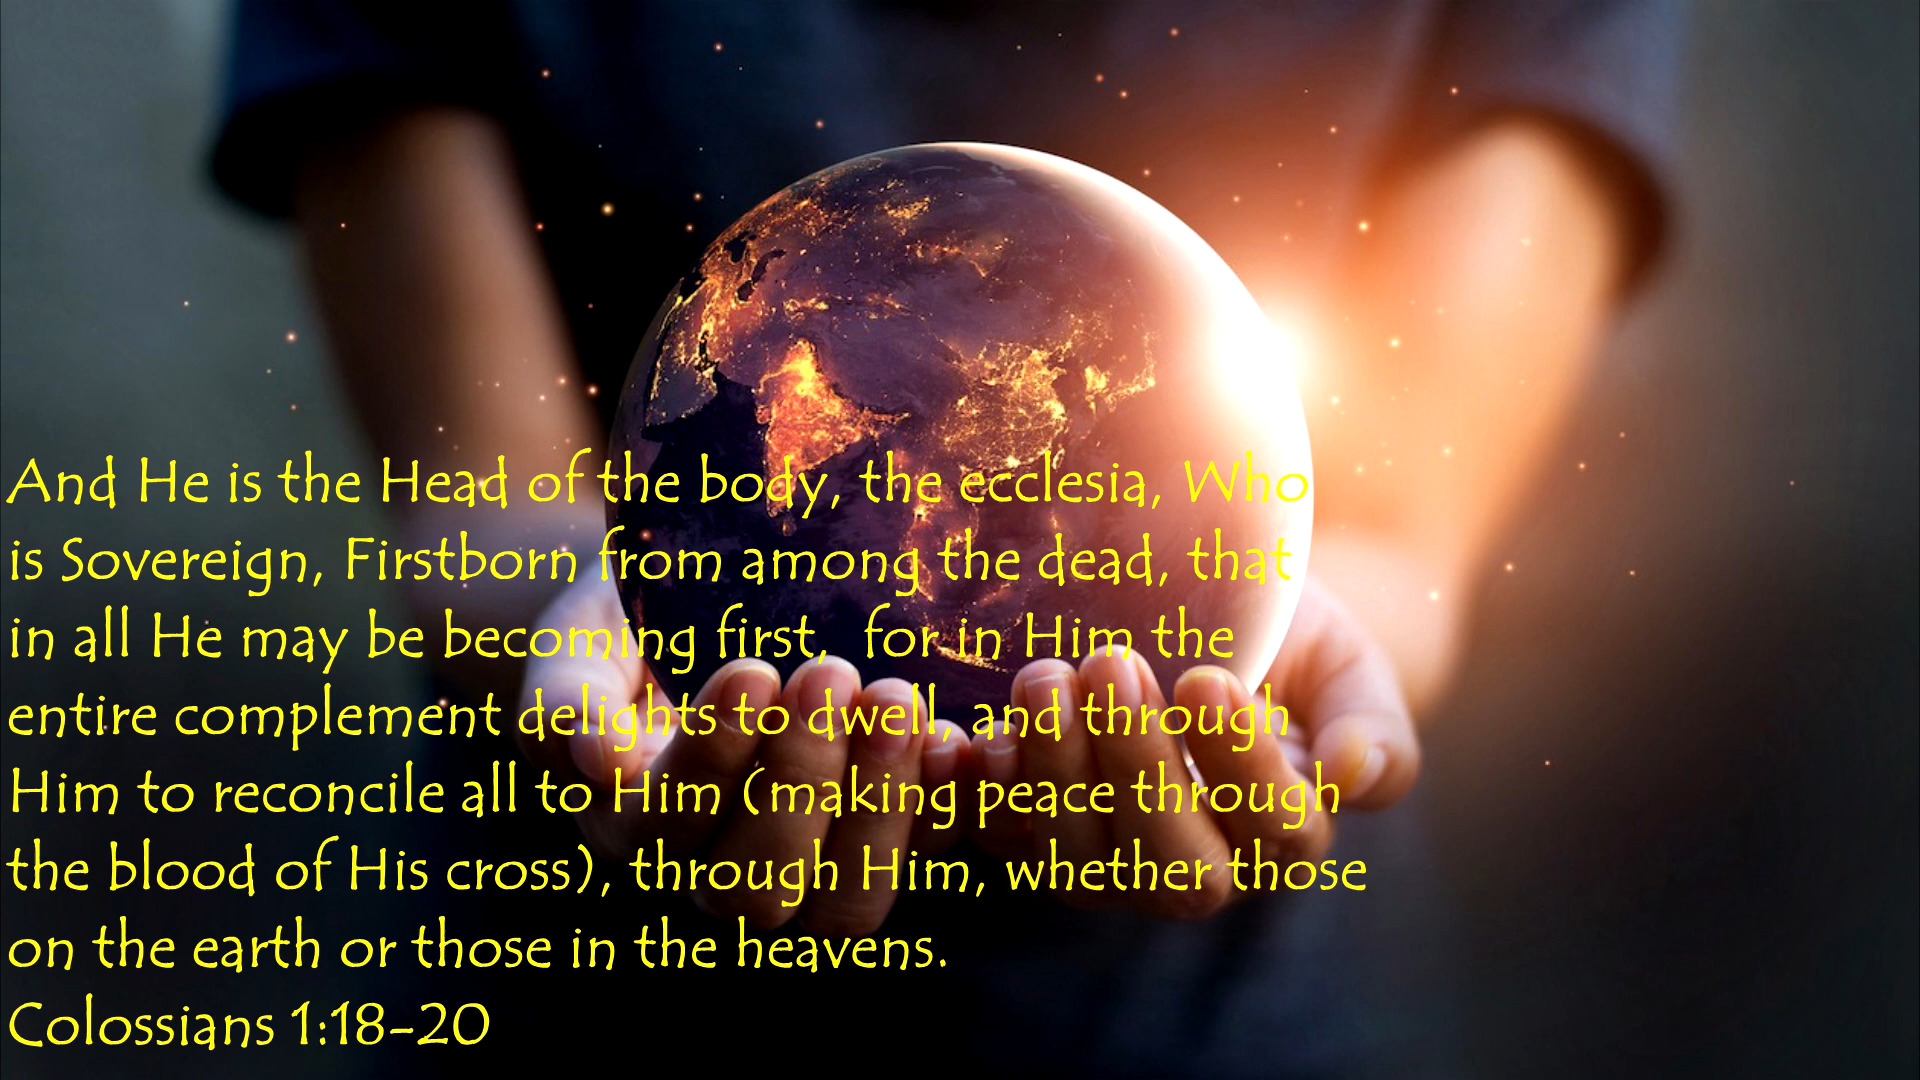 And He is the Head of the body, the ecclesia, Who
is Sovereign, Firstborn from among the dead, that
in all He may be becoming first,  for in Him the
entire complement delights to dwell, and through
Him to reconcile all to Him (making peace through
the blood of His cross), through Him, whether those
on the earth or those in the heavens.
Colossians 1:18-20